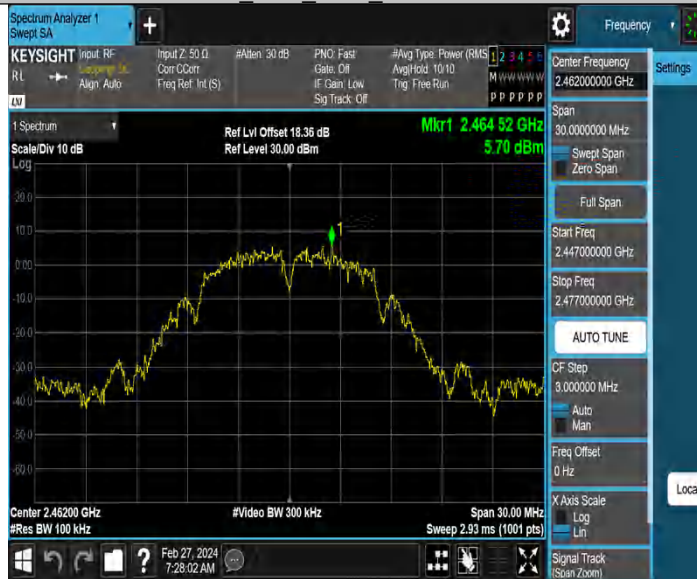 Spectrum Analyzer 1
Swept SA
Frequency
KEYSIGHT
RL
LXI
Input: RF
Align: Auto
Input Z: 50 Ω
Corr CCorr
Freq Ref: Int (S)
#Atten: 30 dB
PNO: Fast
Gate: Off
IF Gain: Low
Sig Track: Off
#Avg Type: Power (RMS
Avg|Hold: 10/10
Trig: Free Run
1 2 3 4 5 6
M W W W W W
P P P P P P
1 Spectrum
Scale/Div 10 dB
Log
Ref Lvl Offset 18.36 dB
Ref Level 30.00 dBm
Mkr1 2.464 52 GHz
5.70 dBm
20.0
10.0
0.00
-10.0
-20.0
-30.0
-40.0
-50.0
-60.0
1
Center 2.46200 GHz
#Res BW 100 kHz
#Video BW 300 kHz
Span 30.00 MHz
Sweep 2.93 ms (1001 pts)
Feb 27, 2024
7:28:02 AM
Center Frequency
2.462000000 GHz
Settings
Span
30.0000000 MHz
Swept Span
Zero Span
Full Span
Start Freq
2.447000000 GHz
Stop Freq
2.477000000 GHz
AUTO TUNE
CF Step
3.000000 MHz
Auto
Man
Freq Offset
0 Hz
X Axis Scale
Log
Lin
Loca
Signal Track
(Span Zoom)